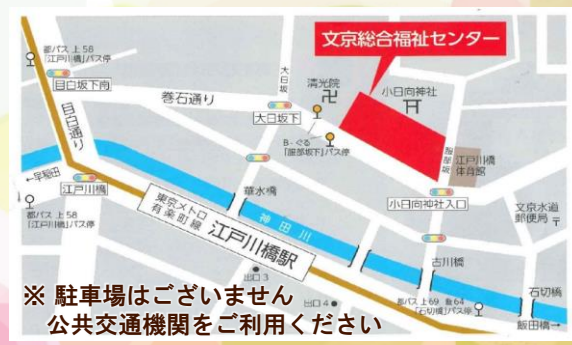 文京総合福祉センター
都バス 上58
「江戸川橋」バス停
目白坂下南
目白通り
巻石通り
大日坂
大日坂下
清光院
小日向神社
B-ぐる
「服部坂下」バス停
服部坂
江戸川橋
体育館
←早稲田
江戸川橋
都バス 上58
「江戸川橋」バス停
華水橋
小日向神社入口
文京水道
郵便局
東京メトロ
有楽町線
江戸川橋駅
神田川
古川橋
出口3
出口4
都バス 上69 飯64
「石切橋」バス停
石切橋
飯田橋→
※ 駐車場はございません
公共交通機関をご利用ください